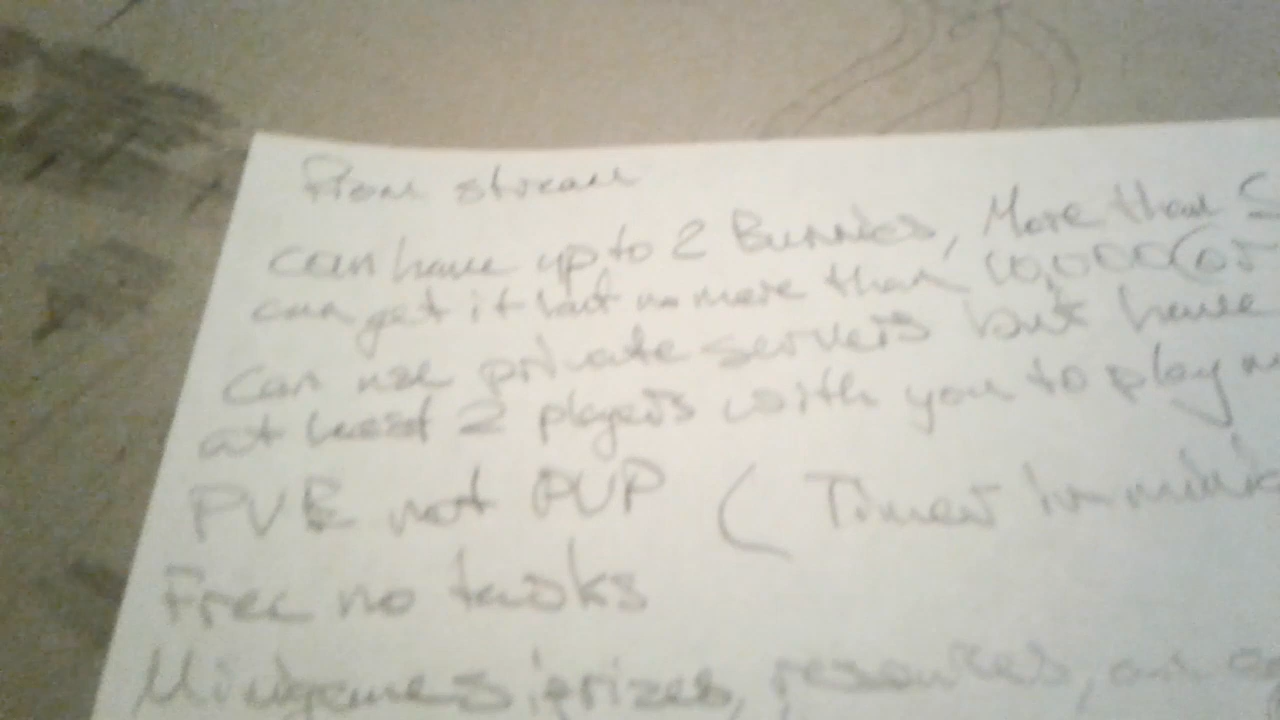 From stream
can have up to 2 Bunnies, More than
can get it but no more than 10,000 (or
can use private servers but have
at least 2 players with you to play
PVE not PVP ( Timer
Free no tasks
Minigames prizes, resources,